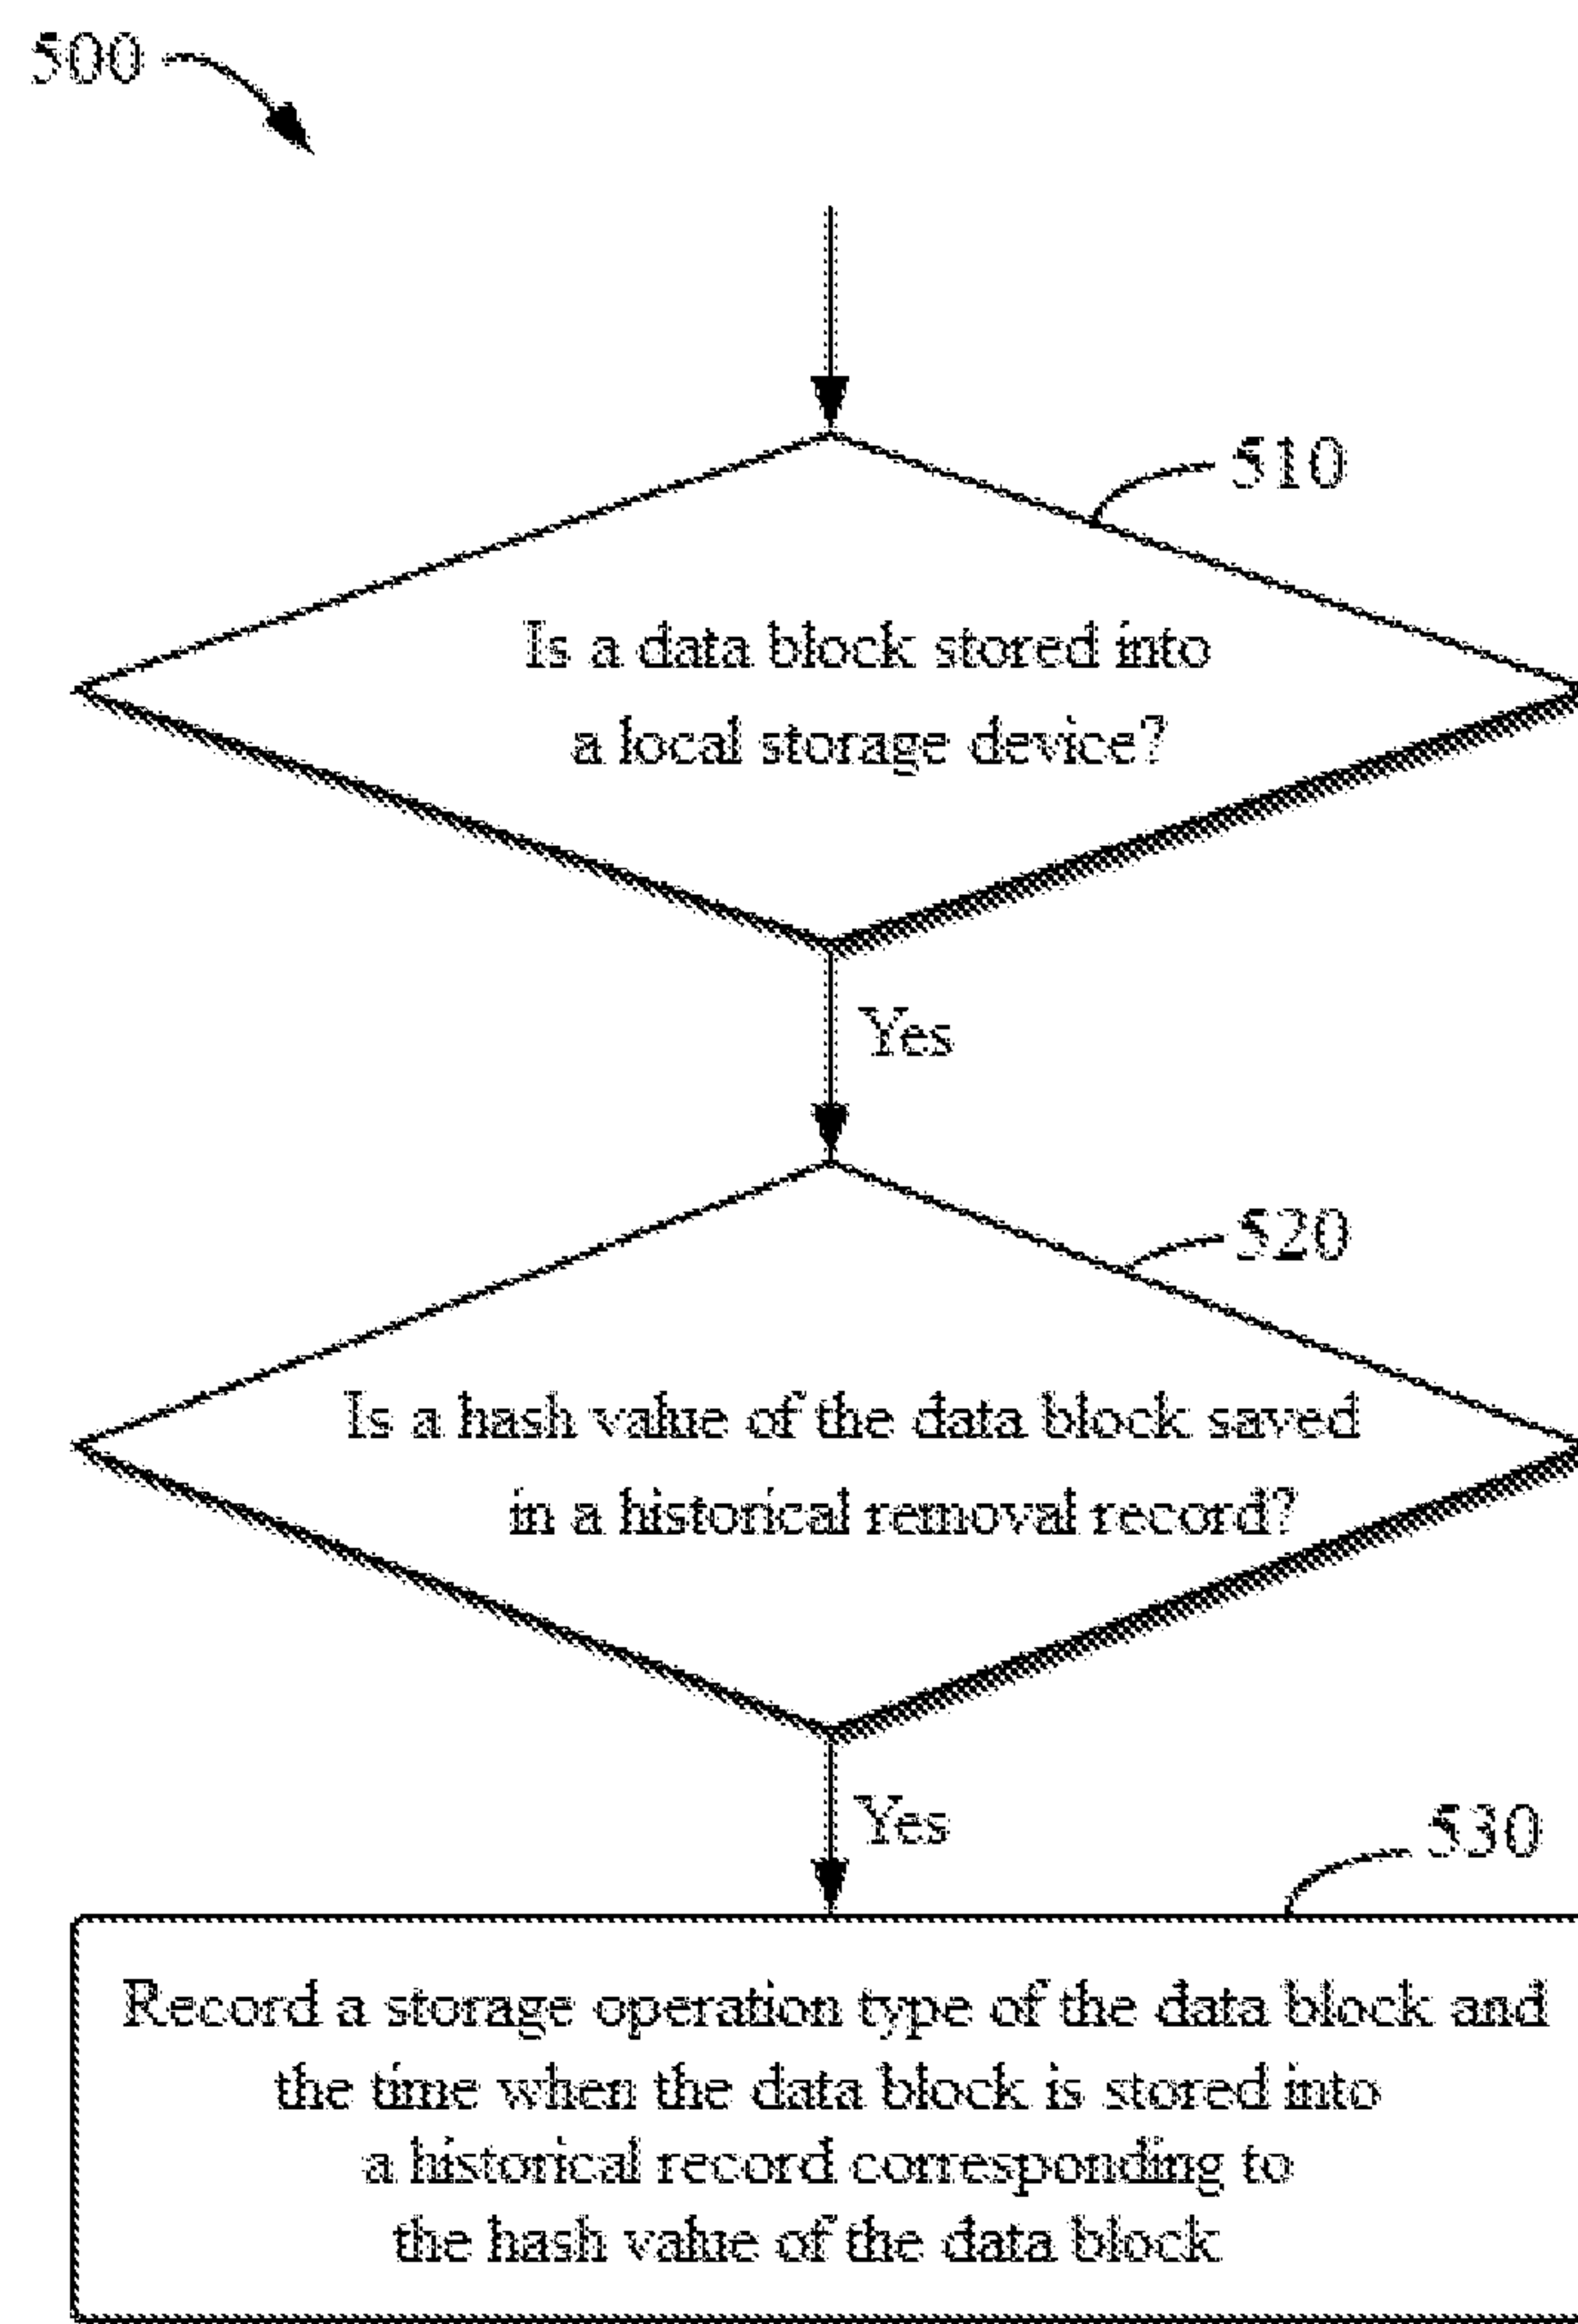 500
510
Is a data block stored into
a local storage device?
Yes
520
Is a hash value of the data block saved
in a historical removal record?
Yes
530
Record a storage operation type of the data block and
the time when the data block is stored into
a historical record corresponding to
the hash value of the data block